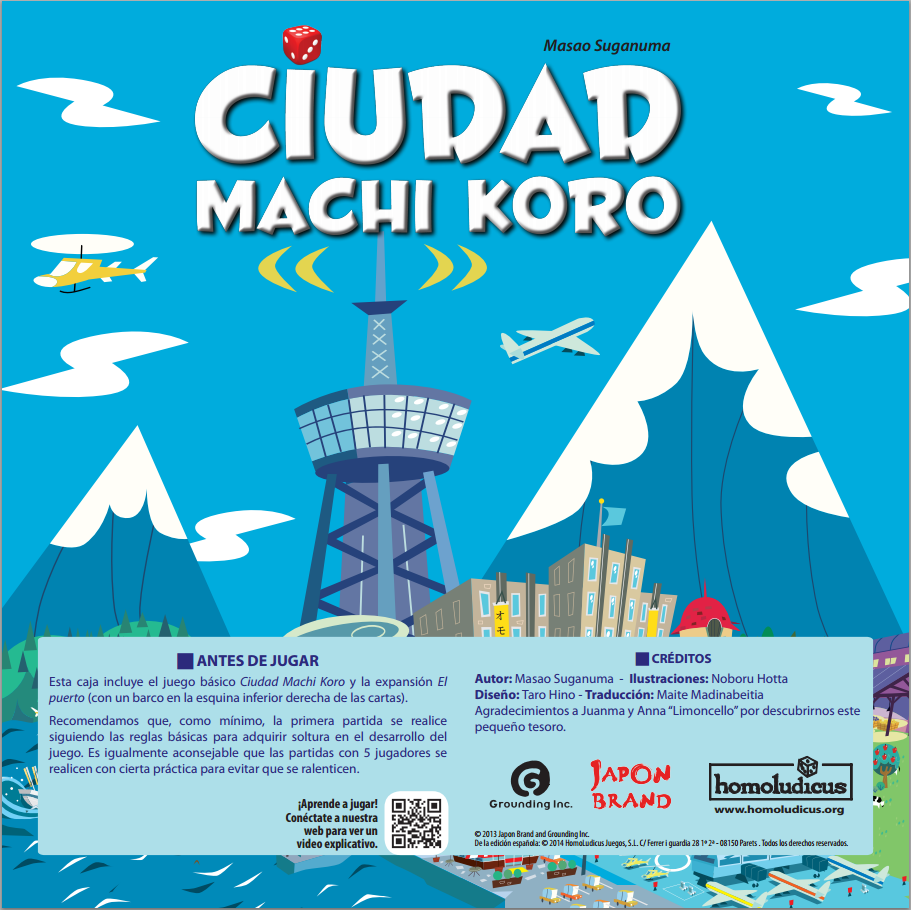 Masao Suganuma
CIUDAD
MACHI KORO
オモ
ANTES DE JUGAR
Esta caja incluye el juego básico Ciudad Machi Koro y la expansión El
puerto (con un barco en la esquina inferior derecha de las cartas).
Recomendamos que, como mínimo, la primera partida se realice
siguiendo las reglas básicas para adquirir soltura en el desarrollo del
juego. Es igualmente aconsejable que las partidas con 5 jugadores se
realicen con cierta práctica para evitar que se ralenticen.
¡Aprende a jugar!
Conéctate a nuestra
web para ver un
video explicativo.
CRÉDITOS
Autor: Masao Suganuma - Ilustraciones: Noboru Hotta
Diseño: Taro Hino - Traducción: Maite Madinabeitia
Agradecimientos a Juanma y Anna “Limoncello” por descubrirnos este
pequeño tesoro.
Grounding Inc.
JAPON
BRAND
homoludicus
www.homoludicus.org
© 2013 Japon Brand and Grounding Inc.
De la edición española: © 2014 HomoLudicus Juegos, S.L. C/ Ferrer i guardia 28 1º 2ª - 08150 Parets . Todos los derechos reservados.